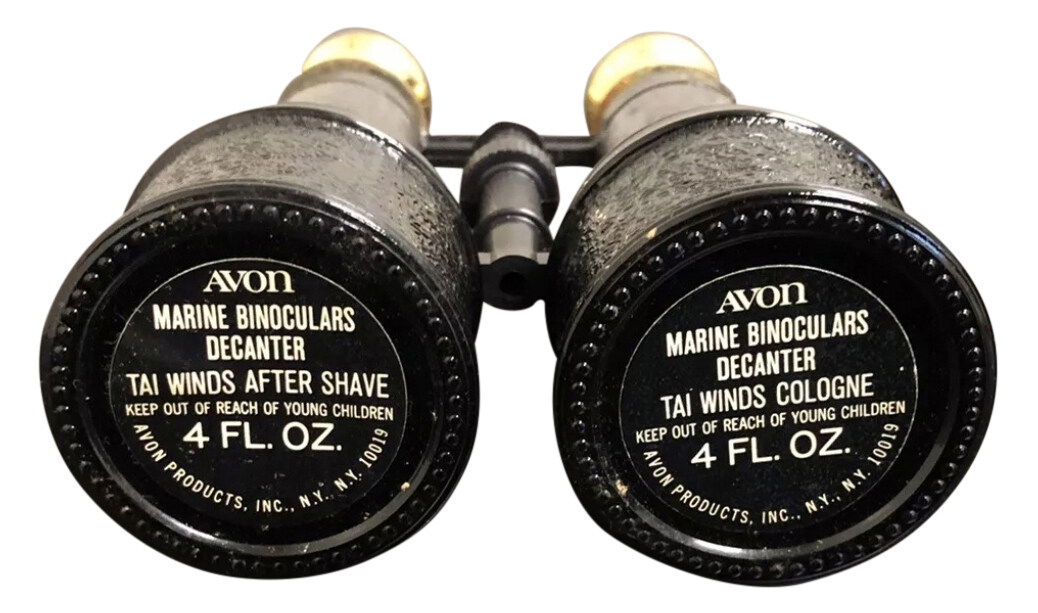 AVON
MARINE BINOCULARS
DECANTER
TAI WINDS AFTER SHAVE
KEEP OUT OF REACH OF YOUNG CHILDREN
4 FL. OZ.
AVON PRODUCTS, INC., N.Y., N.Y. 10019
AVON
MARINE BINOCULARS
DECANTER
TAI WINDS COLOGNE
KEEP OUT OF REACH OF YOUNG CHILDREN
4 FL. OZ.
AVON PRODUCTS, INC., N.Y., N.Y. 10019